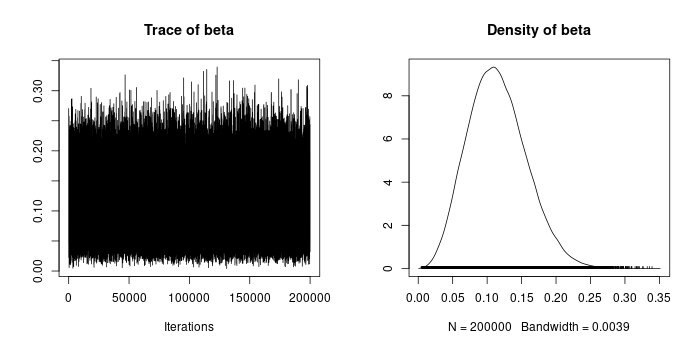 Trace of beta
0.00 0.10 0.20 0.30
0 50000 100000 150000 200000
Iterations
Density of beta
0 2 4 6 8
0.00 0.05 0.10 0.15 0.20 0.25 0.30 0.35
N = 200000 Bandwidth = 0.0039